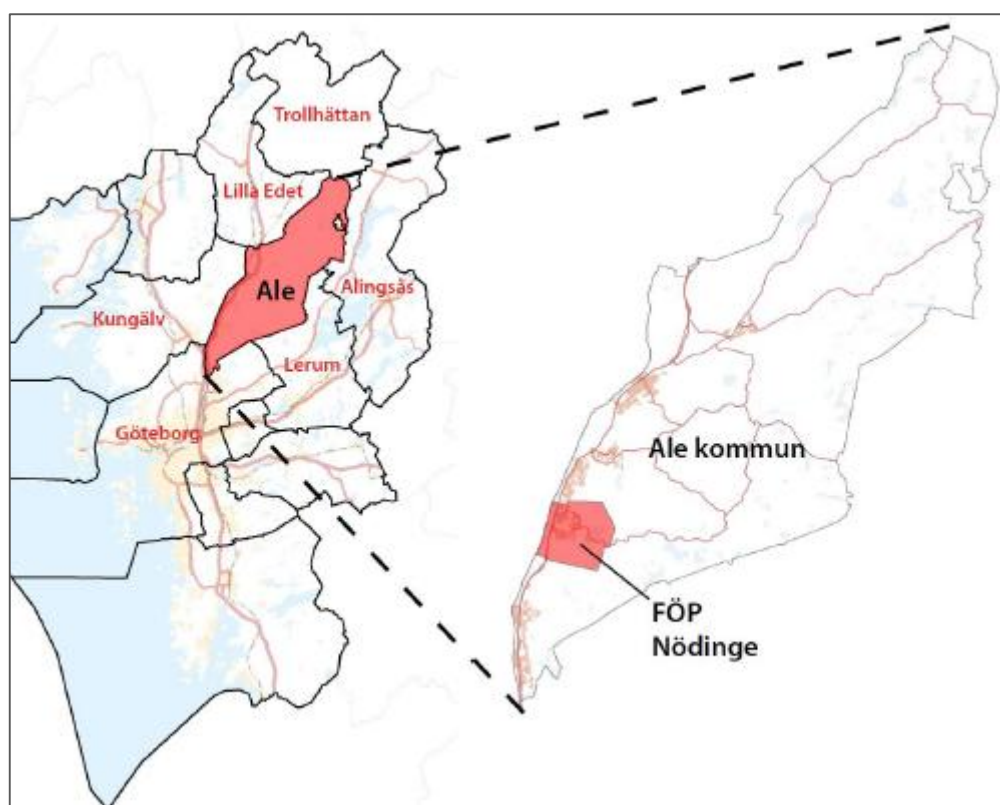 Trollhättan
Lilla Edet
Ale
Alingsås
Kungälv
Lerum
Göteborg
Ale kommun
FÖP
Nödinge